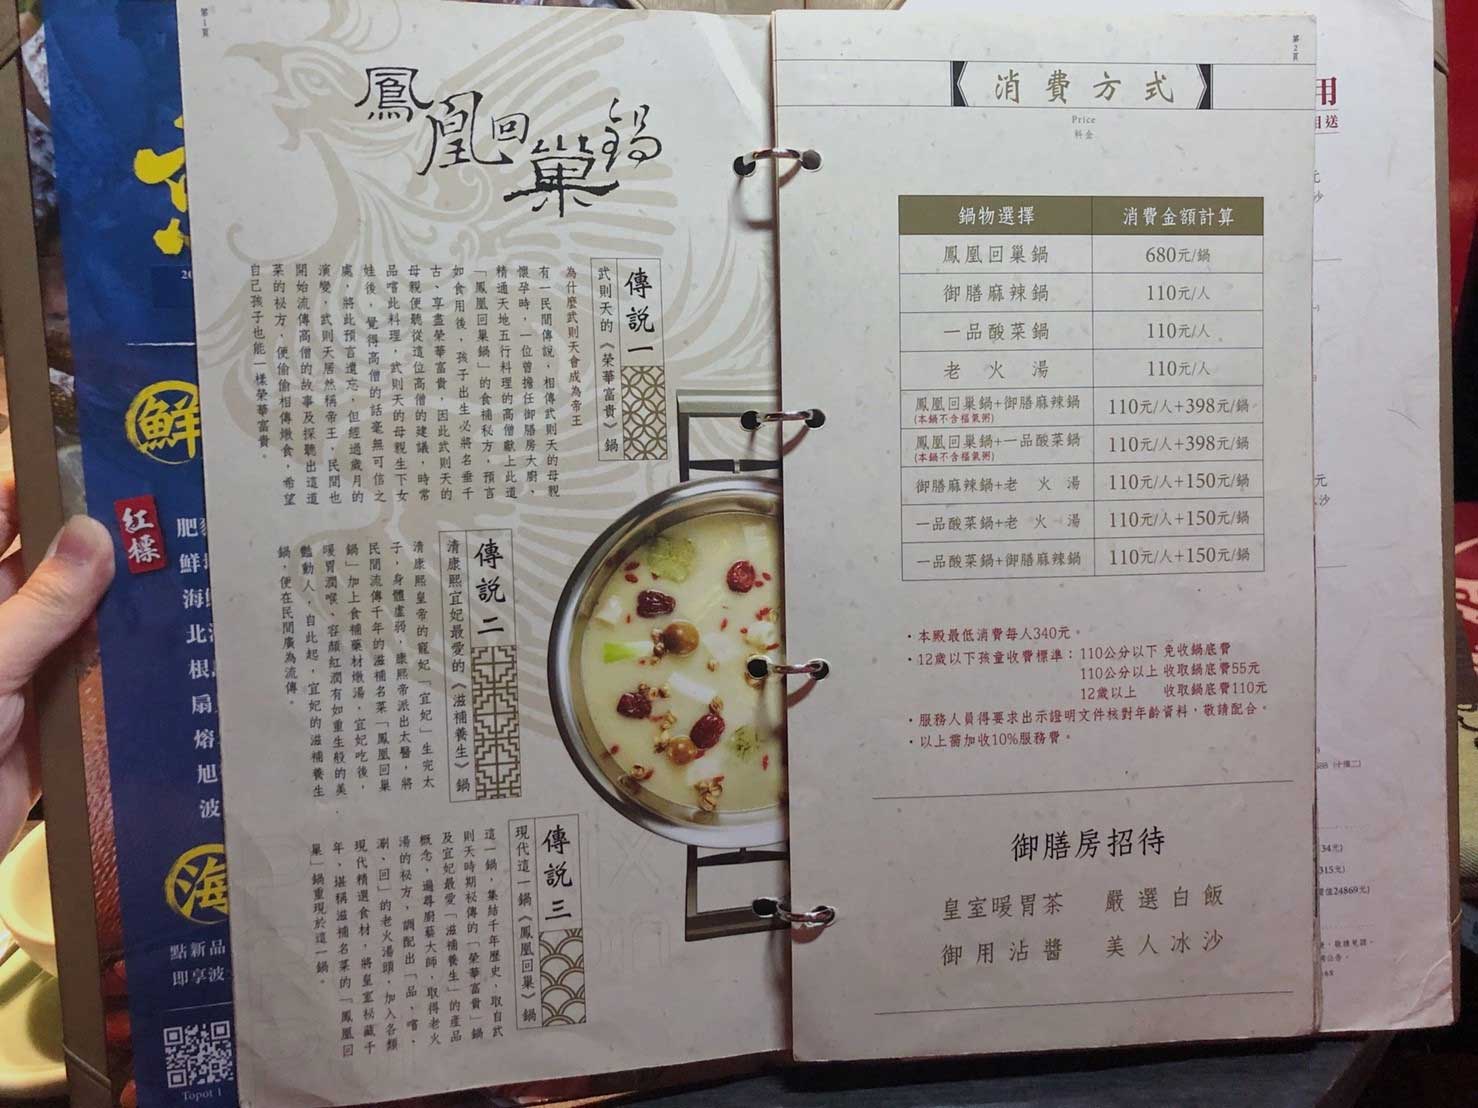 第1頁
鳳凰回巢鍋
傳說一
武則天的《榮華富貴》鍋
為什麼武則天會成為帝王
有一民間傳說,相傳武則天的母親
懷孕時,一位曾擔任御膳房大廚、
精通天地五行料理的高僧獻上此道
「鳳凰回巢鍋」的食補秘方,預言
如食用後,孩子出生必將名垂千
古、享盡榮華富貴,因此武則天的
母親便聽從這位高僧的建議,時常
品嚐此料理,武則天的母親生下女
娃後,覺得高僧的話毫無可信之
處,將此預言遺忘,但經過歲月的
演變,武則天居然稱帝王,民間也
開始流傳高僧的故事及探聽出這道
菜的秘方,便偷偷相傳燉食,希望
自己孩子也能一樣榮華富貴。
傳說二
清康熙宜妃最愛的《滋補養生》鍋
清康熙皇帝的寵妃「宜妃」生完太
子,身體虛弱,康熙帝派出太醫,將
民間流傳千年的滋補名菜「鳳凰回巢
鍋」加上食補藥材燉湯,宜妃吃後,
暖胃潤喉、容顏紅潤有如重生般的美
豔動人,自此起,宜妃的滋補養生
鍋,便在民間廣為流傳。
傳說三
現代這一鍋《鳳凰回巢》鍋
這一鍋,集結千年歷史,取自武
則天時期秘傳的「榮華富貴」鍋
及宜妃最愛「滋補養生」的產品
概念,遍尋廚藝大師,取得老火
湯的秘方,調配出「品、嚐、
涮、回」的老火湯頭,加入各類
現代精選食材,將皇室秘藏千
年、堪稱滋補名菜的「鳳凰回
巢」鍋重現於這一鍋。
第2頁
消費方式
Price
料金
鍋物選擇 消費金額計算
鳳凰回巢鍋 680元/鍋
御膳麻辣鍋 110元/人
一品酸菜鍋 110元/人
老火湯 110元/人
鳳凰回巢鍋+御膳麻辣鍋 110元/人+398元/鍋
(本鍋不含福氣粥)
鳳凰回巢鍋+一品酸菜鍋 110元/人+398元/鍋
(本鍋不含福氣粥)
御膳麻辣鍋+老火湯 110元/人+150元/鍋
一品酸菜鍋+老火湯 110元/人+150元/鍋
一品酸菜鍋+御膳麻辣鍋 110元/人+150元/鍋
・本殿最低消費每人340元。
・12歲以下孩童收費標準:110公分以下 免收鍋底費
110公分以上 收取鍋底費55元
12歲以上 收取鍋底費110元
・服務人員得要求出示證明文件核對年齡資料,敬請配合。
・以上需加收10%服務費。
御膳房招待
皇室暖胃茶 嚴選白飯
御用沾醬 美人冰沙
鮮
紅標
肥
鮮
海
北
根
扇
熔
旭
波
海
點新品
即享波
Topot 1
用
目送
元
沙
元
沙
34元)
315元)
價值24869元)